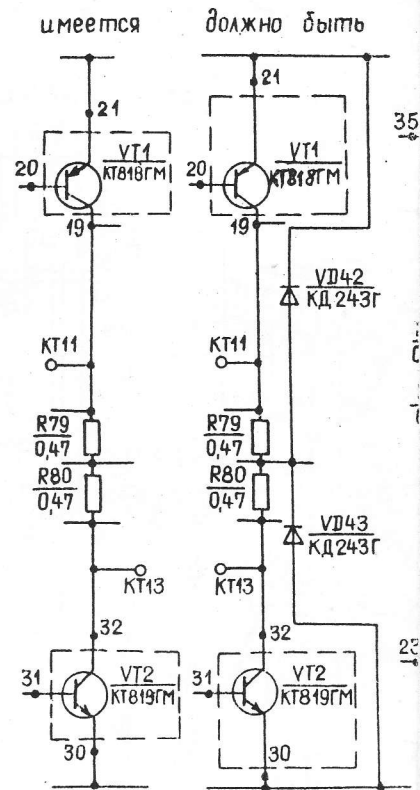 имеется
должно быть
21
20
VT1
КТ818ГМ
19
КТ11
R79
0,47
R80
0,47
КТ13
32
31
VT2
КТ819ГМ
30
21
20
VT1
КТ818ГМ
19
VD42
КД243Г
КТ11
R79
0,47
R80
0,47
VD43
КД243Г
КТ13
32
31
VT2
КТ819ГМ
30
35
23